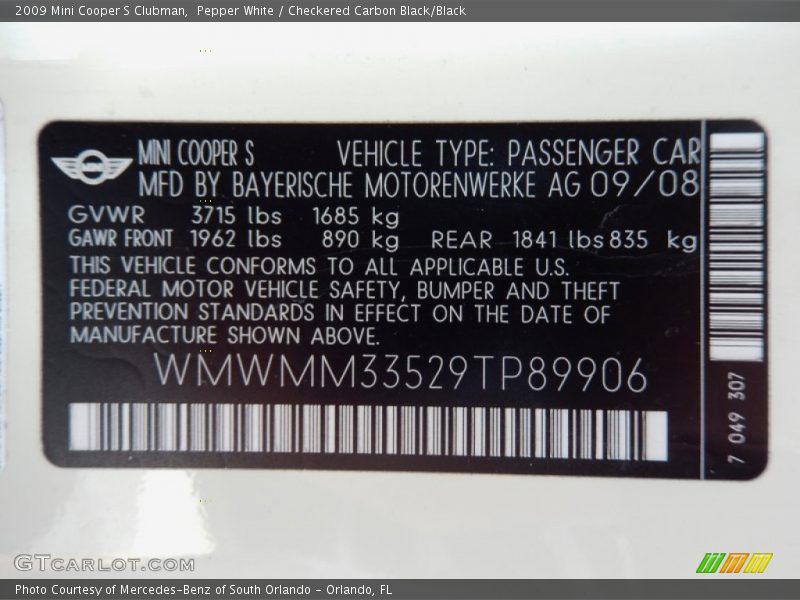 2009 Mini Cooper S Clubman, Pepper White / Checkered Carbon Black/Black
MINI COOPER S VEHICLE TYPE: PASSENGER CAR
MFD BY BAYERISCHE MOTORENWERKE AG 09/08
GVWR 3715 lbs 1685 kg
GAWR FRONT 1962 lbs 890 kg REAR 1841 lbs 835 kg
THIS VEHICLE CONFORMS TO ALL APPLICABLE U.S.
FEDERAL MOTOR VEHICLE SAFETY, BUMPER AND THEFT
PREVENTION STANDARDS IN EFFECT ON THE DATE OF
MANUFACTURE SHOWN ABOVE.
WMWMM33529TP89906
7 049 307
GTCARLOT.COM
Photo Courtesy of Mercedes-Benz of South Orlando - Orlando, FL